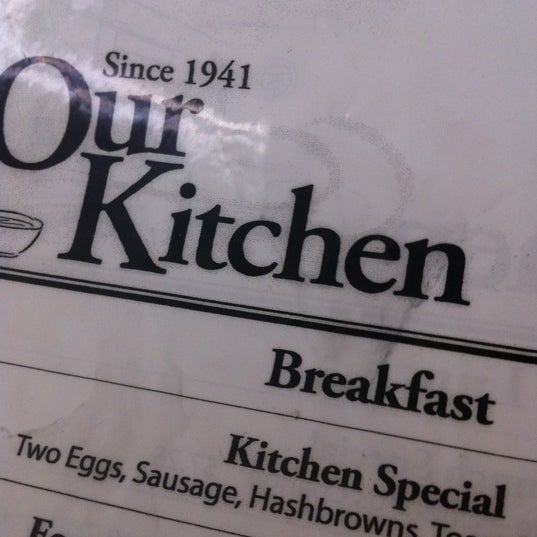 Since 1941
Our
Kitchen
Breakfast
Kitchen Special
Two Eggs, Sausage, Hashbrowns,